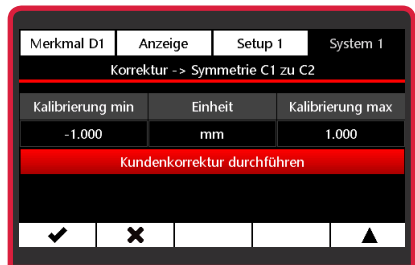 Merkmal D1 Anzeige Setup 1 System 1
Korrektur -> Symmetrie C1 zu C2
Kalibrierung min Einheit Kalibrierung max
-1.000 mm 1.000
Kundenkorrektur durchführen